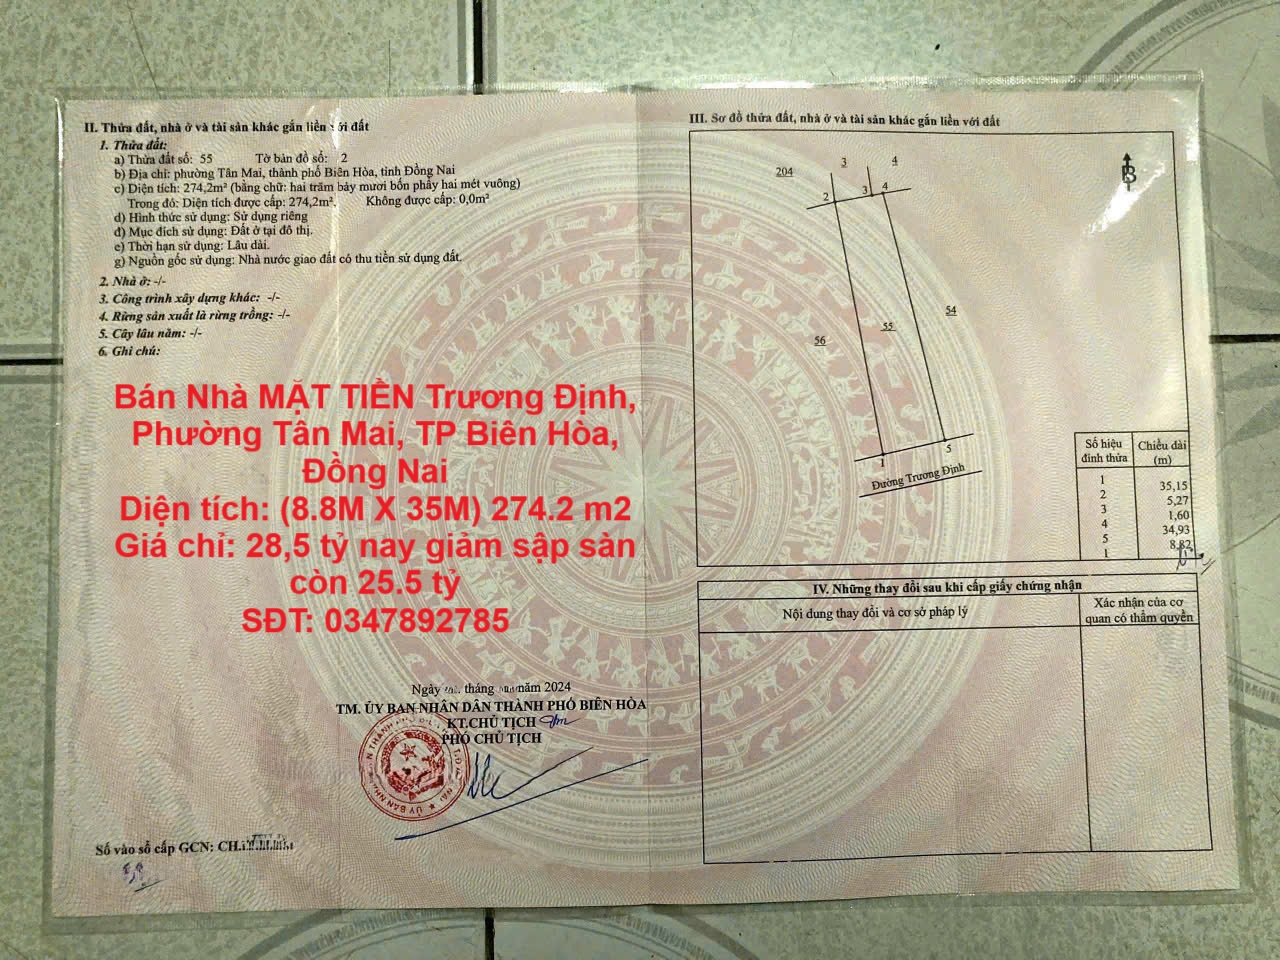 II. Thửa đất, nhà ở và tài sản khác gắn liền với đất
1. Thửa đất:
a) Thửa đất số: 55 Tờ bản đồ số: 2
b) Địa chỉ: phường Tân Mai, thành phố Biên Hòa, tỉnh Đồng Nai
c) Diện tích: 274,2m² (bằng chữ: hai trăm bảy mươi bốn phẩy hai mét vuông)
Trong đó: Diện tích được cấp: 274,2m². Không được cấp: 0,0m²
d) Hình thức sử dụng: Sử dụng riêng
đ) Mục đích sử dụng: Đất ở tại đô thị.
e) Thời hạn sử dụng: Lâu dài.
g) Nguồn gốc sử dụng: Nhà nước giao đất có thu tiền sử dụng đất.
2. Nhà ở: -/-
3. Công trình xây dựng khác: -/-
4. Rừng sản xuất là rừng trồng: -/-
5. Cây lâu năm: -/-
6. Ghi chú:
Bán Nhà MẶT TIỀN Trương Định,
Phường Tân Mai, TP Biên Hòa,
Đồng Nai
Diện tích: (8.8M X 35M) 274.2 m2
Giá chỉ: 28,5 tỷ nay giảm sập sàn
còn 25.5 tỷ
SĐT: 0347892785
Ngày tháng năm 2024
TM. ỦY BAN NHÂN DÂN THÀNH PHỐ BIÊN HÒA
KT.CHỦ TỊCH
PHÓ CHỦ TỊCH
Số vào sổ cấp GCN: CH
III. Sơ đồ thửa đất, nhà ở và tài sản khác gắn liền với đất
204
3
4
2
3
4
B
56
55
54
1
5
Đường Trương Định
Số hiệu đỉnh thửa Chiều dài (m)
1
35,15
2
5,27
3
1,60
4
34,93
5
8,82
1
IV. Những thay đổi sau khi cấp giấy chứng nhận
Nội dung thay đổi và cơ sở pháp lý
Xác nhận của cơ
quan có thẩm quyền